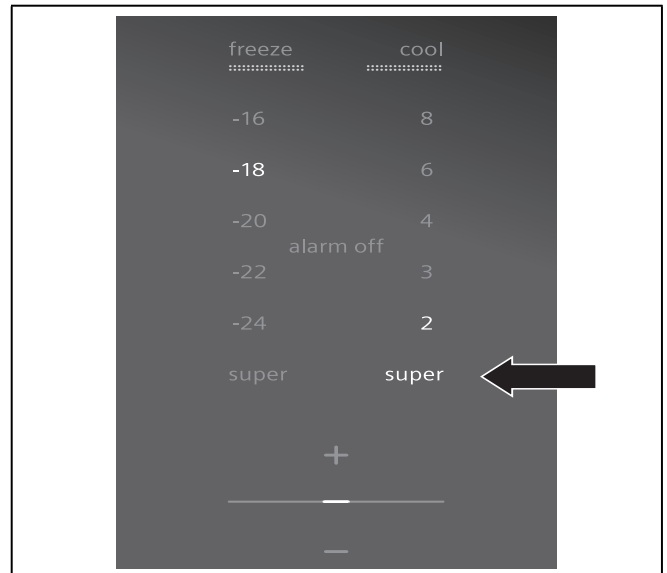 freeze cool
-16 8
-18 6
-20 4
alarm off
-22 3
-24 2
super super
+
−